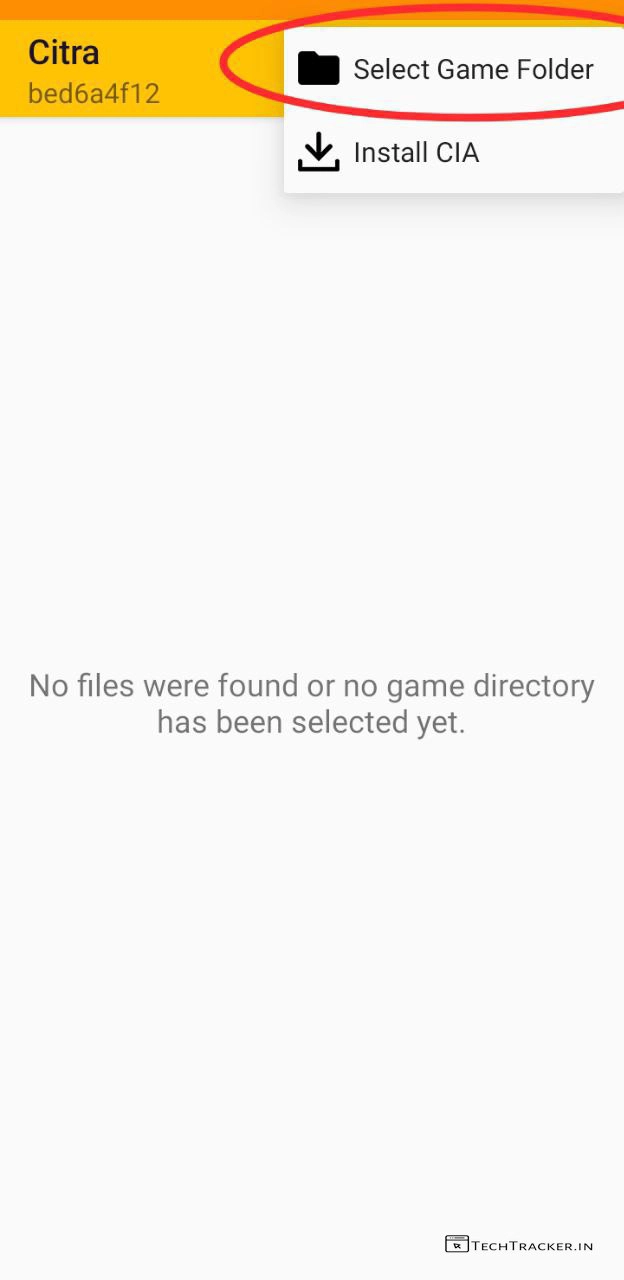 Citra
bed6a4f12
Select Game Folder
Install CIA
No files were found or no game directory
has been selected yet.
TECHTRACKER.IN